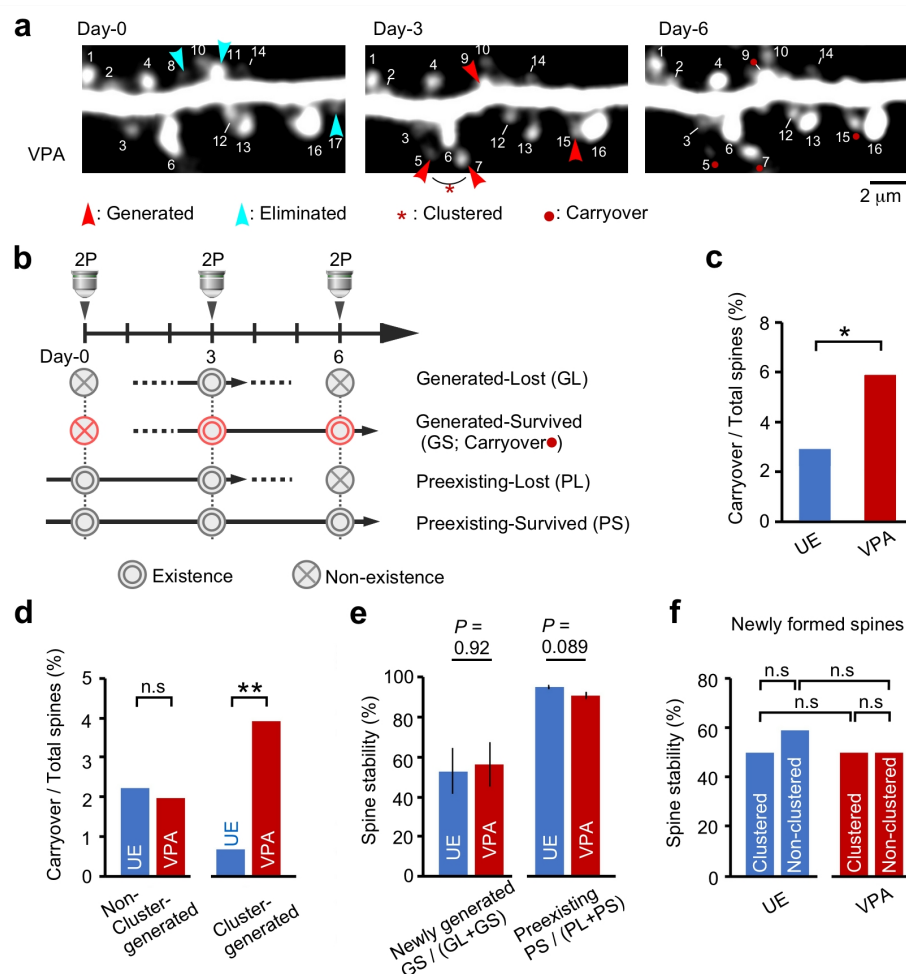 a
Day-0
Day-3
Day-6
VPA
1
2
3
4
6
8
10
11
12
13
14
16
17
1
2
3
4
5
6
7
9
10
12
13
14
15
16
*
1
2
3
4
5
6
7
9
10
12
13
14
15
16
2 μm
: Generated
: Eliminated
* : Clustered
: Carryover
b
2P 2P 2P
Day-0 3 6
Generated-Lost (GL)
Generated-Survived
(GS; Carryover)
Preexisting-Lost (PL)
Preexisting-Survived (PS)
Existence
Non-existence
c
Carryover / Total spines (%)
8
6
4
2
0
*
UE
VPA
d
Carryover / Total spines (%)
5
4
3
2
1
0
n.s
**
UE
VPA
UE
VPA
Non-
Cluster-
generated
Cluster-
generated
e
Spine stability (%)
100
80
60
40
20
0
P =
0.92
P =
0.089
UE
VPA
UE
VPA
Newly generated
GS / (GL+GS)
Preexisting
PS / (PL+PS)
f
Newly formed spines
Spine stability (%)
80
60
40
20
0
n.s
n.s
n.s
n.s
Clustered
Non-clustered
Clustered
Non-clustered
UE
VPA